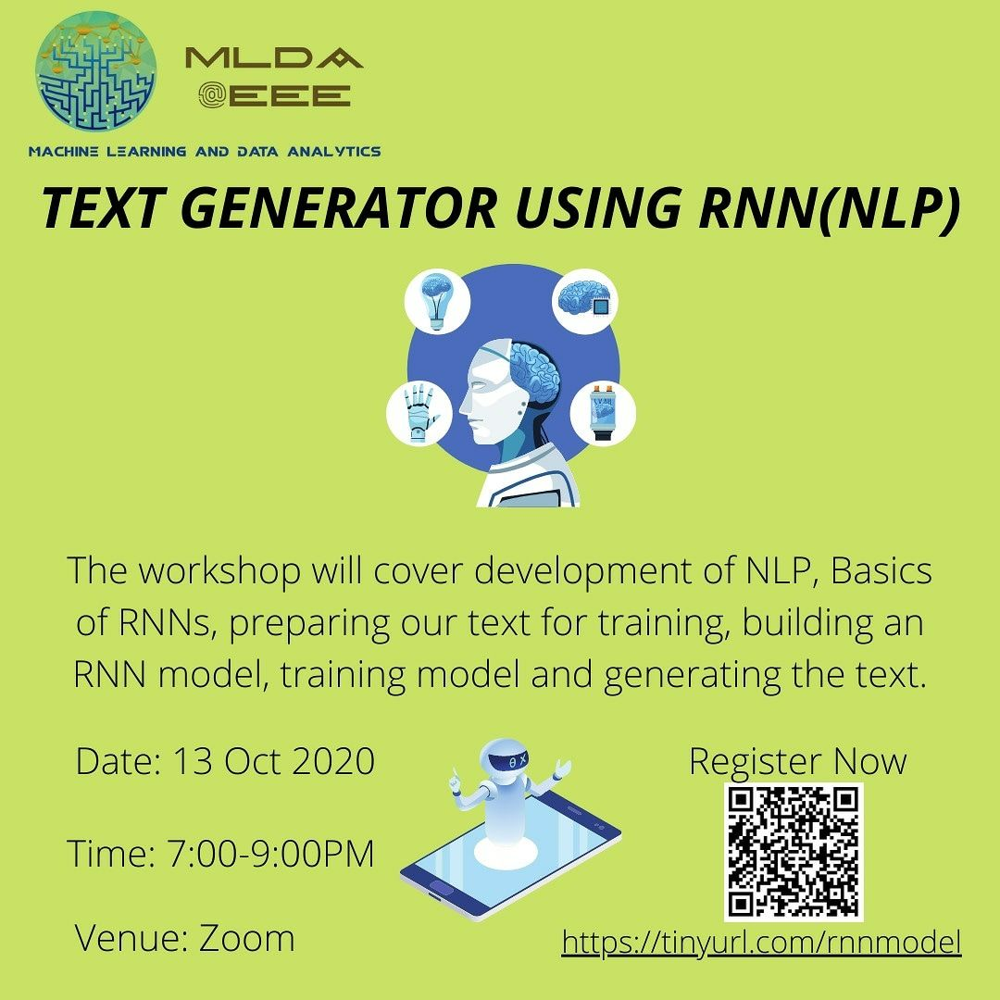 MLDA
@EEE
MACHINE LEARNING AND DATA ANALYTICS
TEXT GENERATOR USING RNN(NLP)
The workshop will cover development of NLP, Basics
of RNNs, preparing our text for training, building an
RNN model, training model and generating the text.
Date: 13 Oct 2020
Time: 7:00-9:00PM
Venue: Zoom
Register Now
https://tinyurl.com/rnnmodel